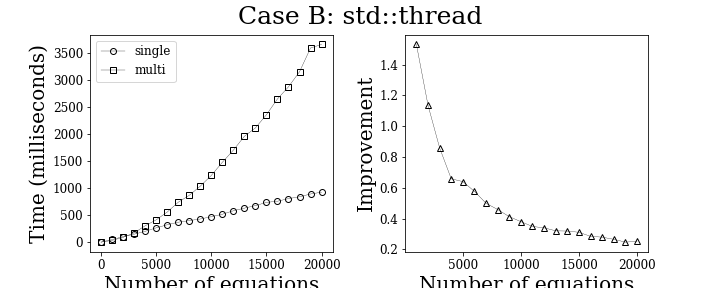 Case B: std::thread
Time (milliseconds)
3500
3000
2500
2000
1500
1000
500
0
single
multi
0 5000 10000 15000 20000
Number of equations
Improvement
1.4
1.2
1.0
0.8
0.6
0.4
0.2
5000 10000 15000 20000
Number of equations